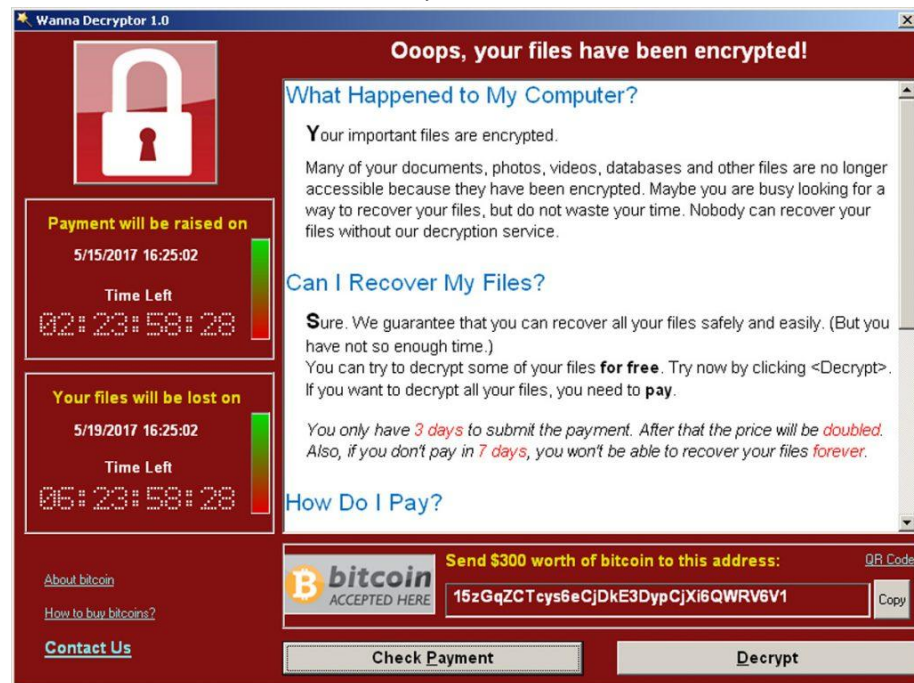 Wanna Decryptor 1.0
Ooops, your files have been encrypted!
Payment will be raised on
5/15/2017 16:25:02
Time Left
02:23:58:28
Your files will be lost on
5/19/2017 16:25:02
Time Left
06:23:58:28
About bitcoin
How to buy bitcoins?
Contact Us
What Happened to My Computer?
Your important files are encrypted.
Many of your documents, photos, videos, databases and other files are no longer
accessible because they have been encrypted. Maybe you are busy looking for a
way to recover your files, but do not waste your time. Nobody can recover your
files without our decryption service.
Can I Recover My Files?
Sure. We guarantee that you can recover all your files safely and easily. (But you
have not so enough time.)
You can try to decrypt some of your files for free. Try now by clicking <Decrypt>.
If you want to decrypt all your files, you need to pay.
You only have 3 days to submit the payment. After that the price will be doubled.
Also, if you don't pay in 7 days, you won't be able to recover your files forever.
How Do I Pay?
bitcoin
ACCEPTED HERE
Send $300 worth of bitcoin to this address:
QR Code
15zGqZCTcys6eCjDkE3DypCjXi6QWRV6V1
Copy
Check Payment
Decrypt